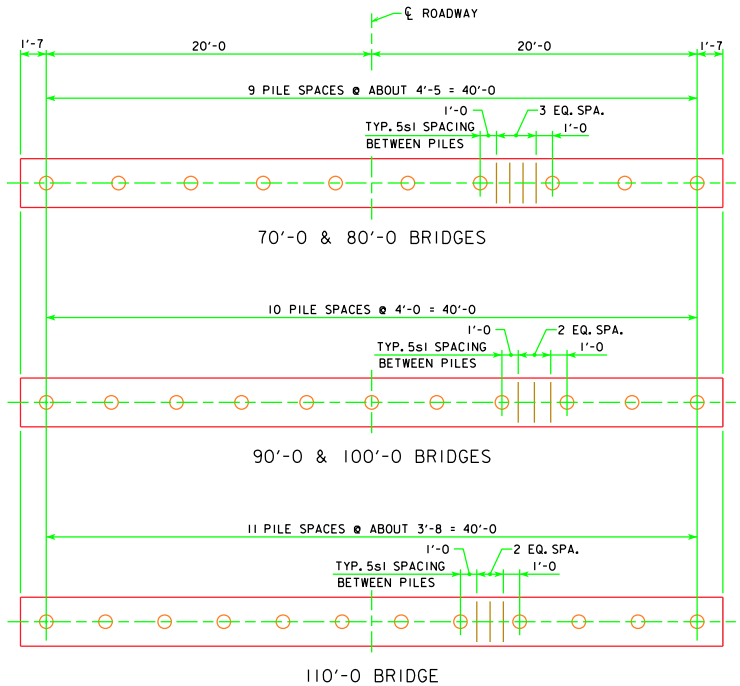 ℄ ROADWAY
1'-7 20'-0 20'-0 1'-7
9 PILE SPACES @ ABOUT 4'-5 = 40'-0
1'-0 3 EQ. SPA.
TYP. 5s1 SPACING 1'-0
BETWEEN PILES
70'-0 & 80'-0 BRIDGES
10 PILE SPACES @ 4'-0 = 40'-0
1'-0 2 EQ. SPA.
TYP. 5s1 SPACING 1'-0
BETWEEN PILES
90'-0 & 100'-0 BRIDGES
11 PILE SPACES @ ABOUT 3'-8 = 40'-0
1'-0 2 EQ. SPA.
TYP. 5s1 SPACING 1'-0
BETWEEN PILES
110'-0 BRIDGE